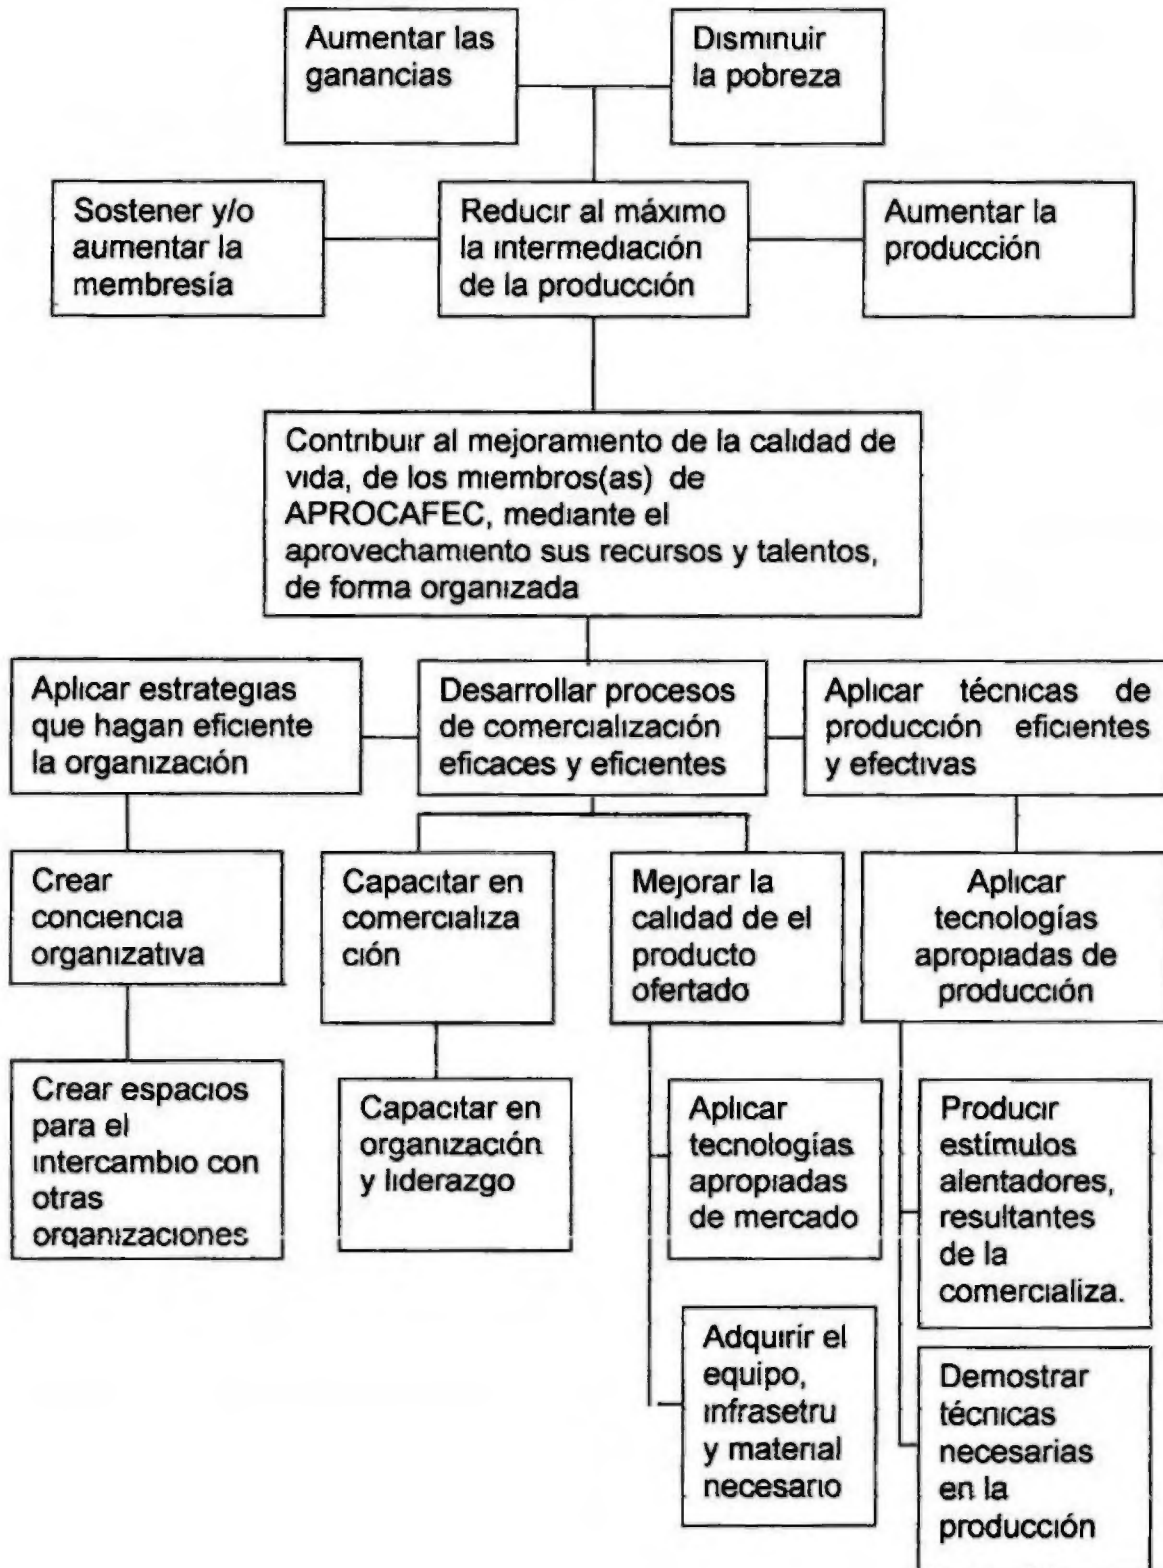 Aumentar las
ganancias
Disminuir
la pobreza
Sostener y/o
aumentar la
membresía
Reducir al máximo
la intermediación
de la producción
Aumentar la
producción
Contribuir al mejoramiento de la calidad de
vida, de los miembros(as) de
APROCAFEC, mediante el
aprovechamiento sus recursos y talentos,
de forma organizada
Aplicar estrategias
que hagan eficiente
la organización
Desarrollar procesos
de comercialización
eficaces y eficientes
Aplicar técnicas de
producción eficientes
y efectivas
Crear
conciencia
organizativa
Capacitar en
comercializa
ción
Mejorar la
calidad de el
producto
ofertado
Aplicar
tecnologías
apropiadas de
producción
Crear espacios
para el
intercambio con
otras
organizaciones
Capacitar en
organización
y liderazgo
Aplicar
tecnologías
apropiadas
de mercado
Producir
estímulos
alentadores,
resultantes
de la
comercializa.
Adquirir el
equipo,
infrasetru
y material
necesario
Demostrar
técnicas
necesarias
en la
producción